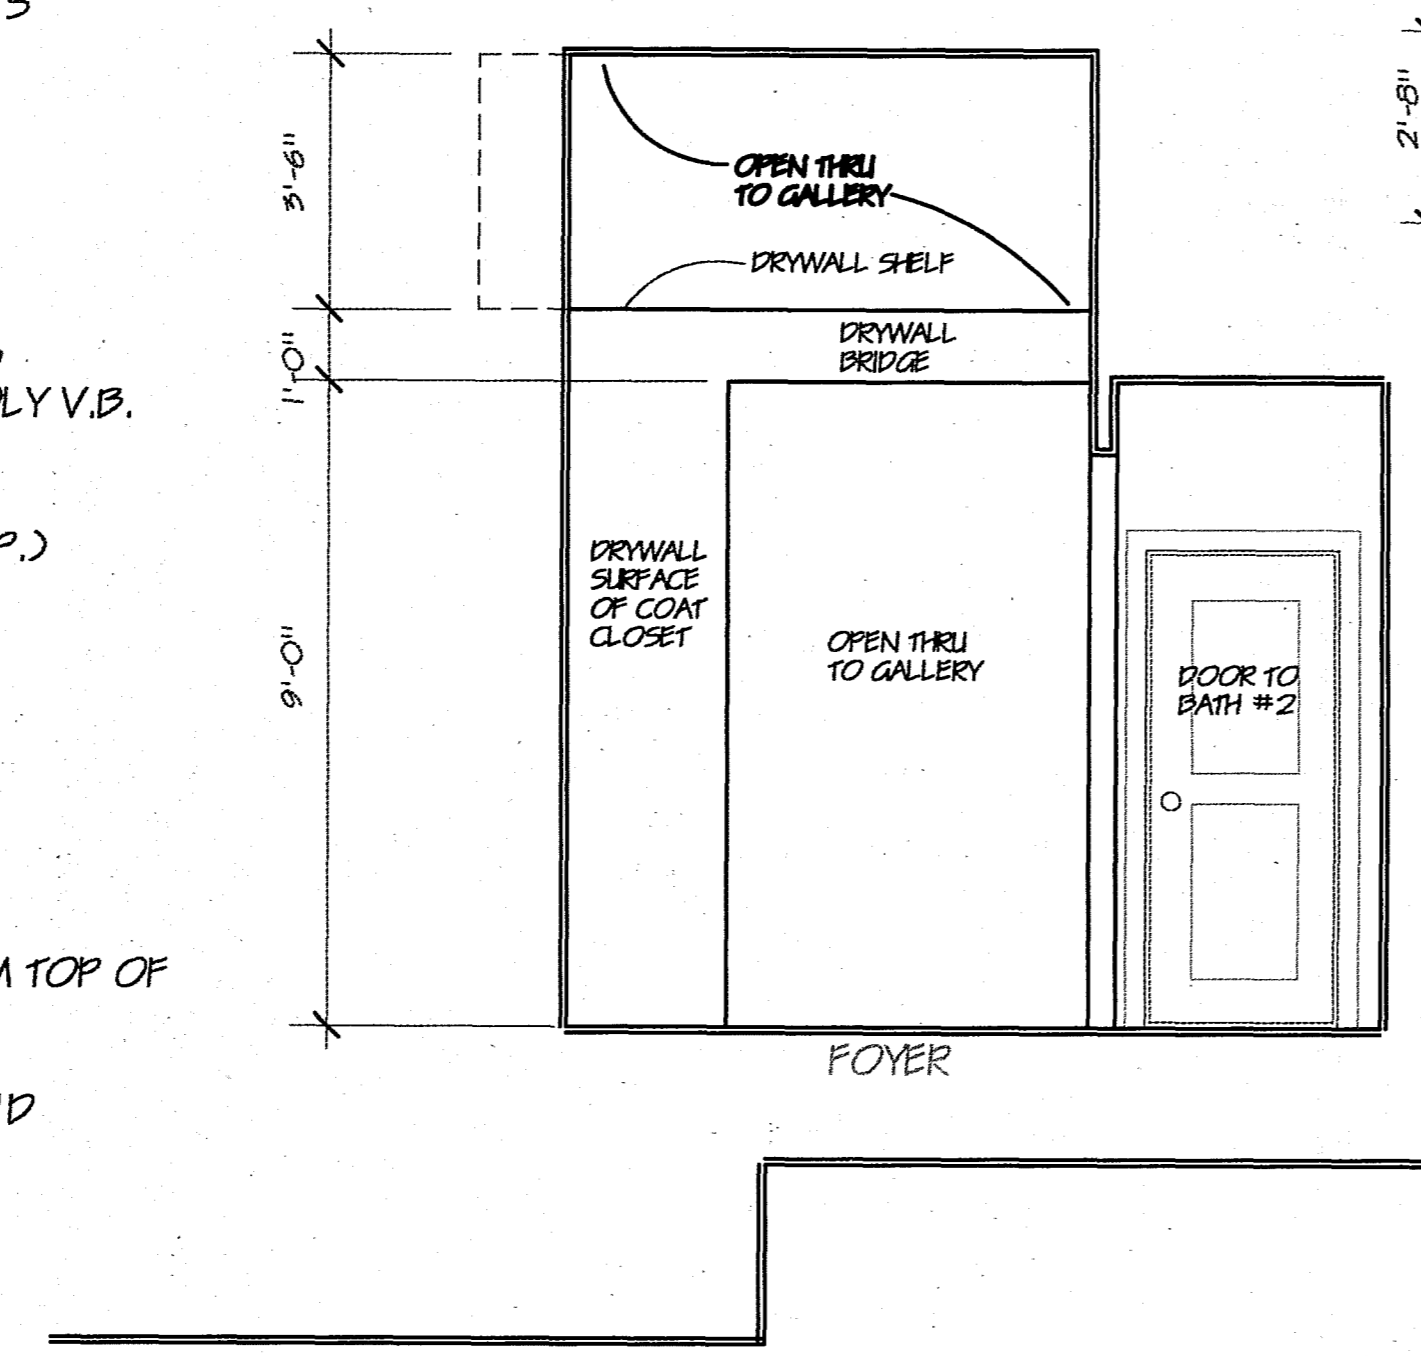 3'-6"
1'-0"
9'-0"
2'-8"
OPEN THRU
TO GALLERY
DRYWALL SHELF
DRYWALL
BRIDGE
DRYWALL
SURFACE
OF COAT
CLOSET
OPEN THRU
TO GALLERY
DOOR TO
BATH #2
FOYER
PLY V.B.
P.)
TOP OF